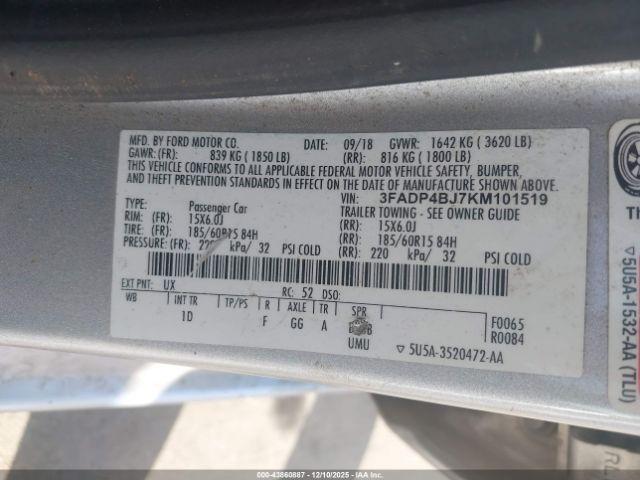 MFD. BY FORD MOTOR CO. DATE: 09/18 GVWR: 1642 KG ( 3620 LB)
GAWR: (FR): 839 KG ( 1850 LB) (RR): 816 KG ( 1800 LB)
THIS VEHICLE CONFORMS TO ALL APPLICABLE FEDERAL MOTOR VEHICLE SAFETY, BUMPER,
AND THEFT PREVENTION STANDARDS IN EFFECT ON THE DATE OF MANUFACTURE SHOWN ABOVE.
VIN: 3FADP4BJ7KM101519
TYPE: Passenger Car TRAILER TOWING - SEE OWNER GUIDE
RIM: (FR): 15X6.0J (RR): 15X6.0J
TIRE: (FR): 185/60R15 84H (RR): 185/60R15 84H
PRESSURE: (FR) 220 kPa/ 32 PSI COLD (RR): 220 kPa/ 32 PSI COLD
EXT PNT: UX RC: 52 DSO:
WB INT TR TP/PS R AXLE TR SPR
1D F GG A B
UMU
F0065
R0084
▽ 5U5A-3520472-AA
▽5U5A-1532-AA (TLU)
00-43860887 - 12/10/2025 - IAAI, Inc.